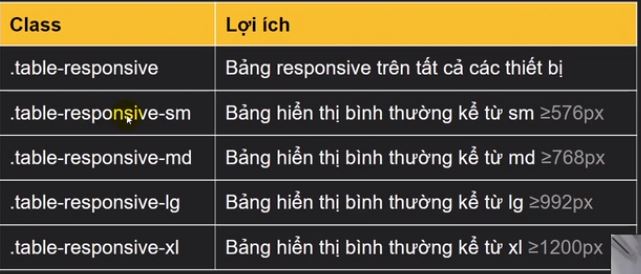 Class Lợi ích
.table-responsive Bảng responsive trên tất cả các thiết bị
.table-responsive-sm Bảng hiển thị bình thường kể từ sm ≥576px
.table-responsive-md Bảng hiển thị bình thường kể từ md ≥768px
.table-responsive-lg Bảng hiển thị bình thường kể từ lg ≥992px
.table-responsive-xl Bảng hiển thị bình thường kể từ xl ≥1200px